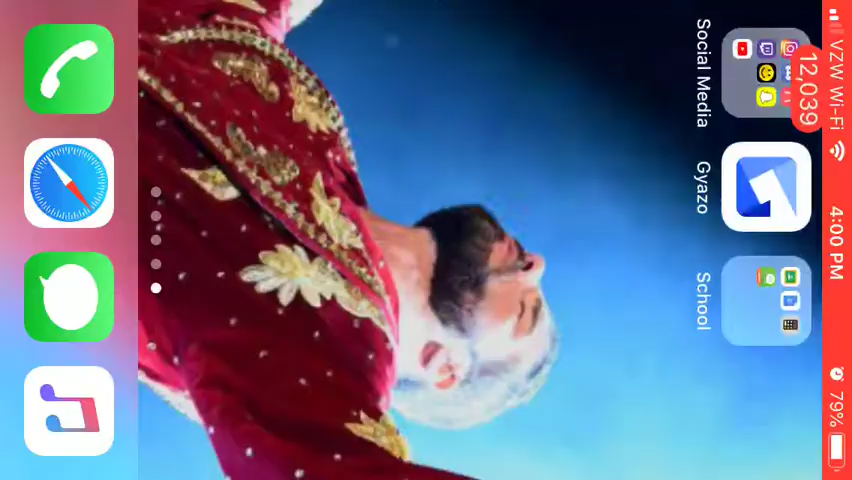 VZW Wi-Fi
4:00 PM
79%
12,039
Social Media
Gyazo
School